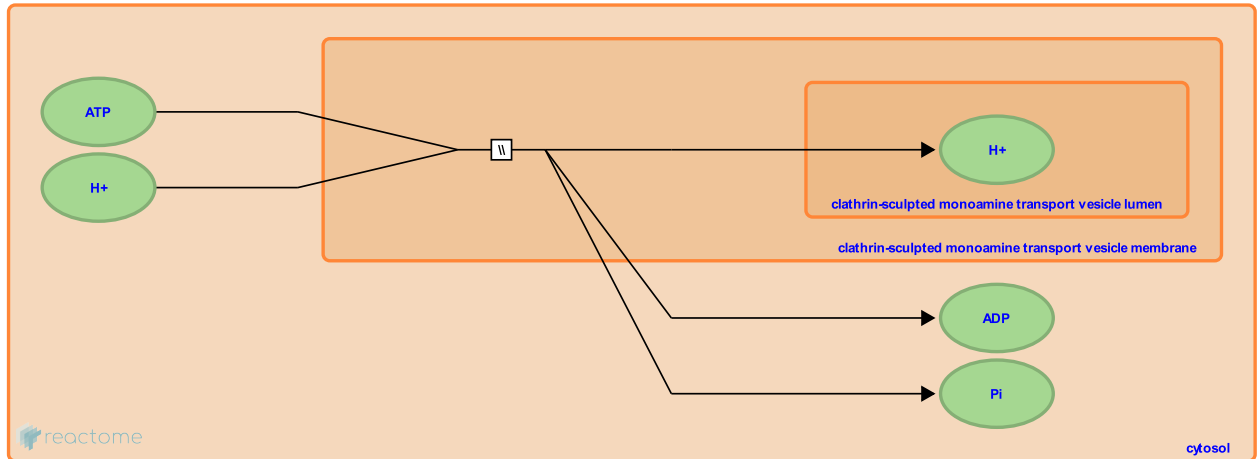 ATP
H+
\\
H+
clathrin-sculpted monoamine transport vesicle lumen
clathrin-sculpted monoamine transport vesicle membrane
ADP
Pi
reactome
cytosol